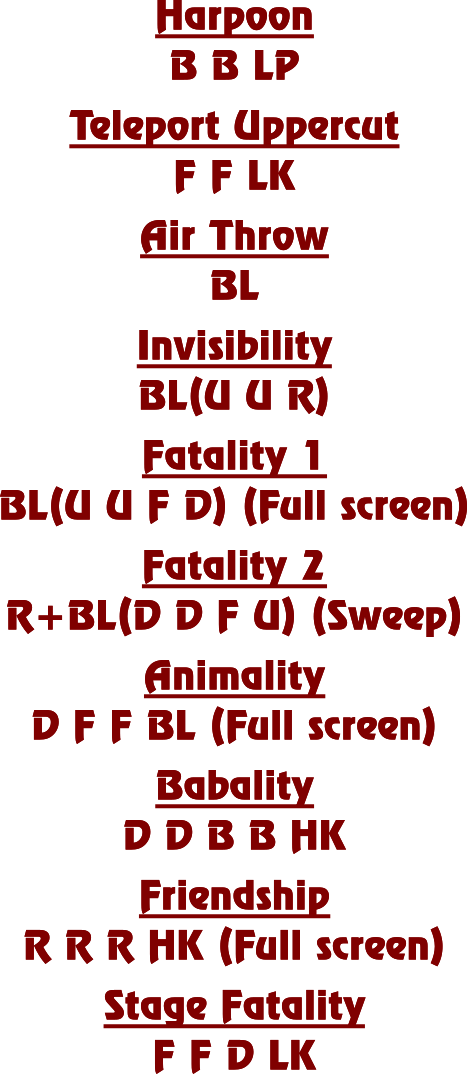 Harpoon
B B LP
Teleport Uppercut
F F LK
Air Throw
BL
Invisibility
BL(U U R)
Fatality 1
BL(U U F D) (Full screen)
Fatality 2
R+BL(D D F U) (Sweep)
Animality
D F F BL (Full screen)
Babality
D D B B HK
Friendship
R R R HK (Full screen)
Stage Fatality
F F D LK